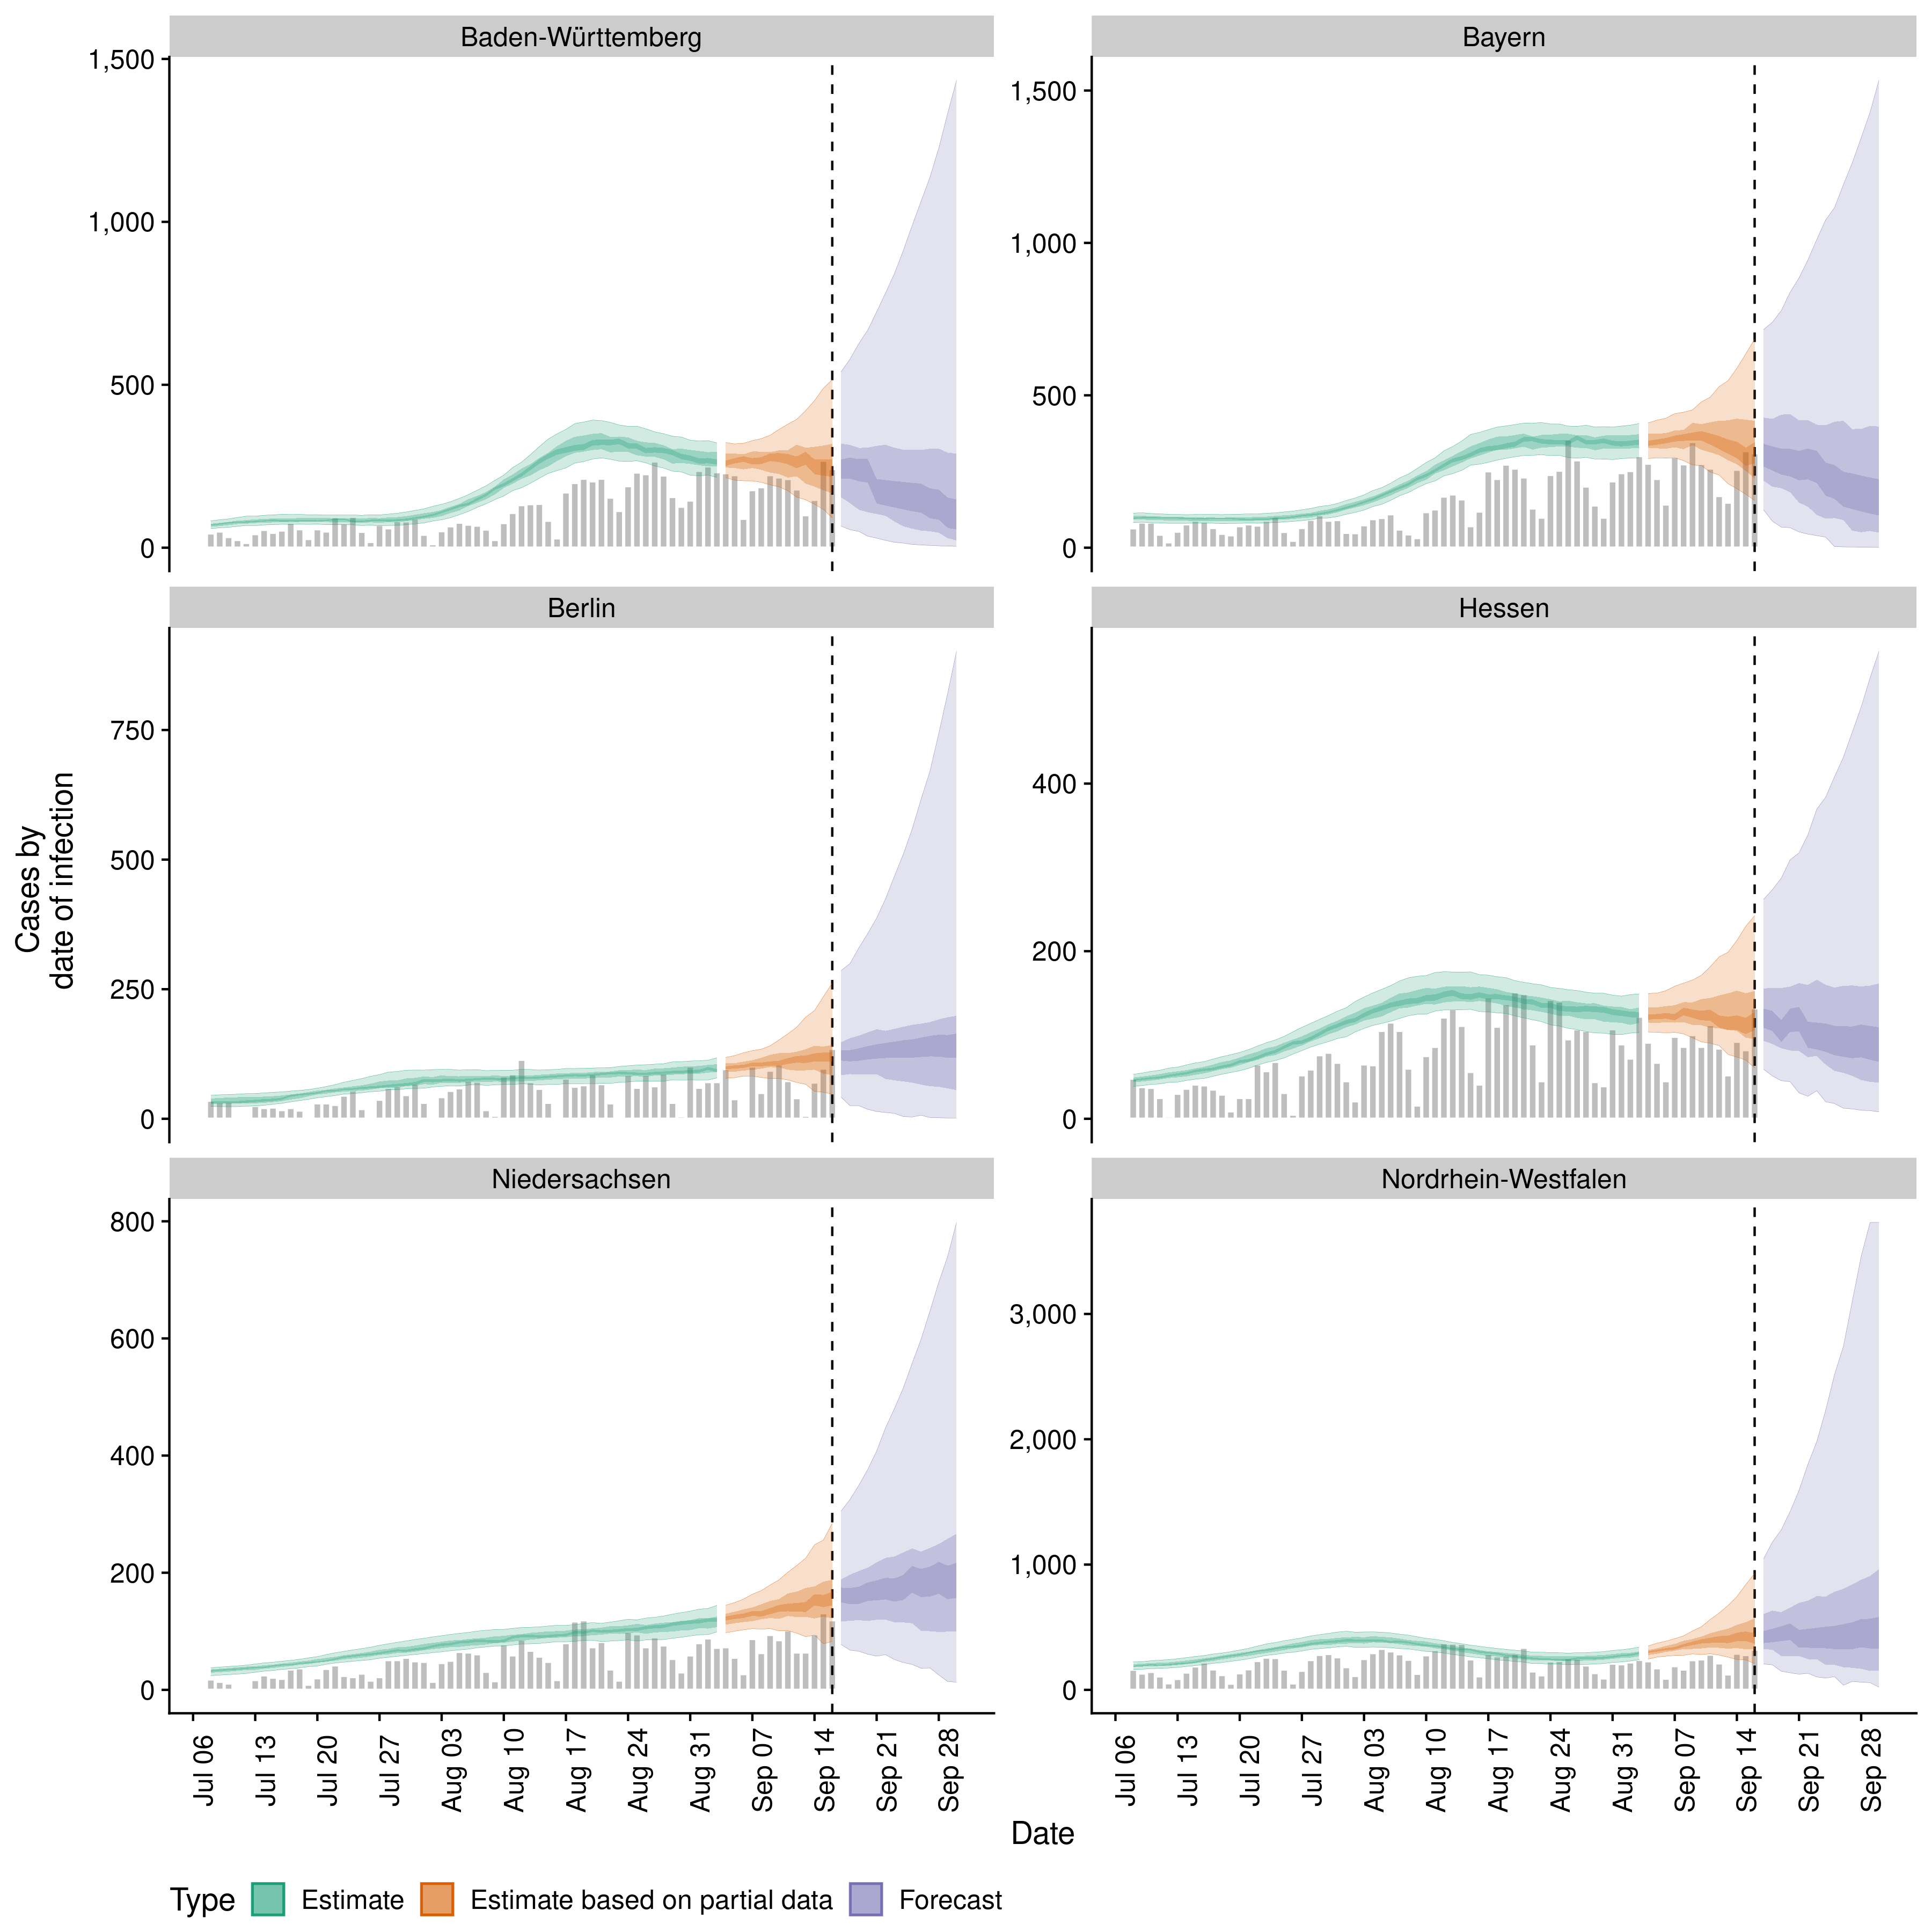 Baden-Württemberg
Bayern
1,500
1,000
500
0
1,500
1,000
500
0
Berlin
Hessen
750
500
250
0
400
200
0
Cases by
date of infection
Niedersachsen
Nordrhein-Westfalen
800
600
400
200
0
3,000
2,000
1,000
0
Jul 06
Jul 13
Jul 20
Jul 27
Aug 03
Aug 10
Aug 17
Aug 24
Aug 31
Sep 07
Sep 14
Sep 21
Sep 28
Jul 06
Jul 13
Jul 20
Jul 27
Aug 03
Aug 10
Aug 17
Aug 24
Aug 31
Sep 07
Sep 14
Sep 21
Sep 28
Date
Type Estimate Estimate based on partial data Forecast